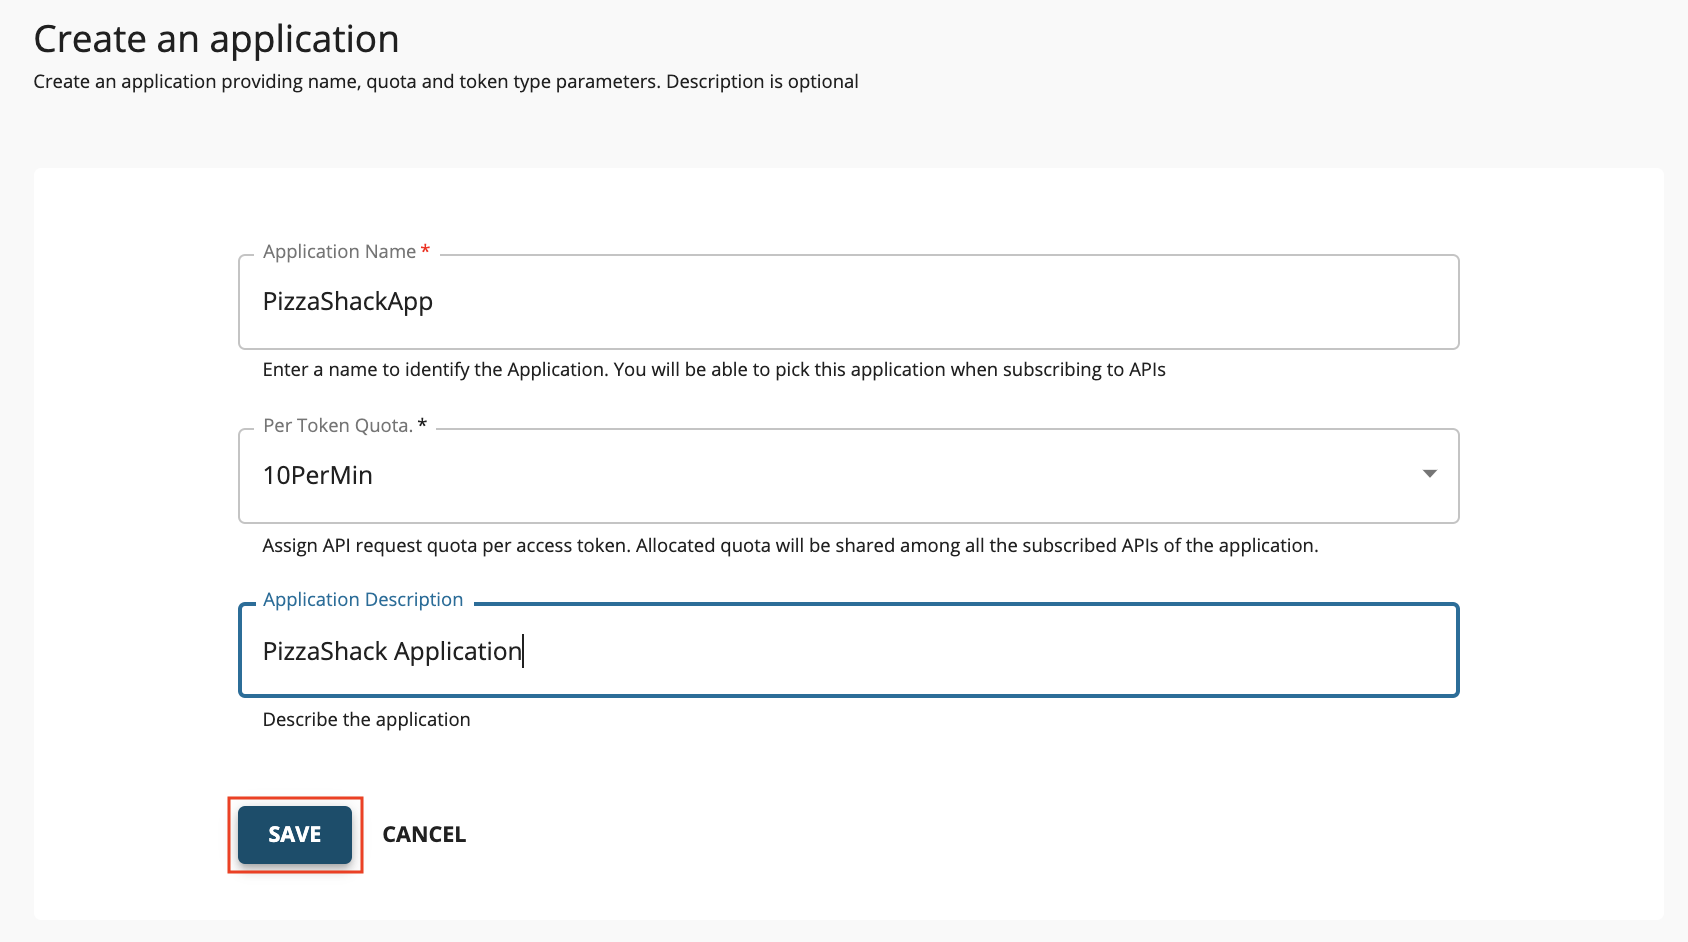 Create an application
Create an application providing name, quota and token type parameters. Description is optional
Application Name *
PizzaShackApp
Enter a name to identify the Application. You will be able to pick this application when subscribing to APIs
Per Token Quota. *
10PerMin
Assign API request quota per access token. Allocated quota will be shared among all the subscribed APIs of the application.
Application Description
PizzaShack Application
Describe the application
SAVE CANCEL